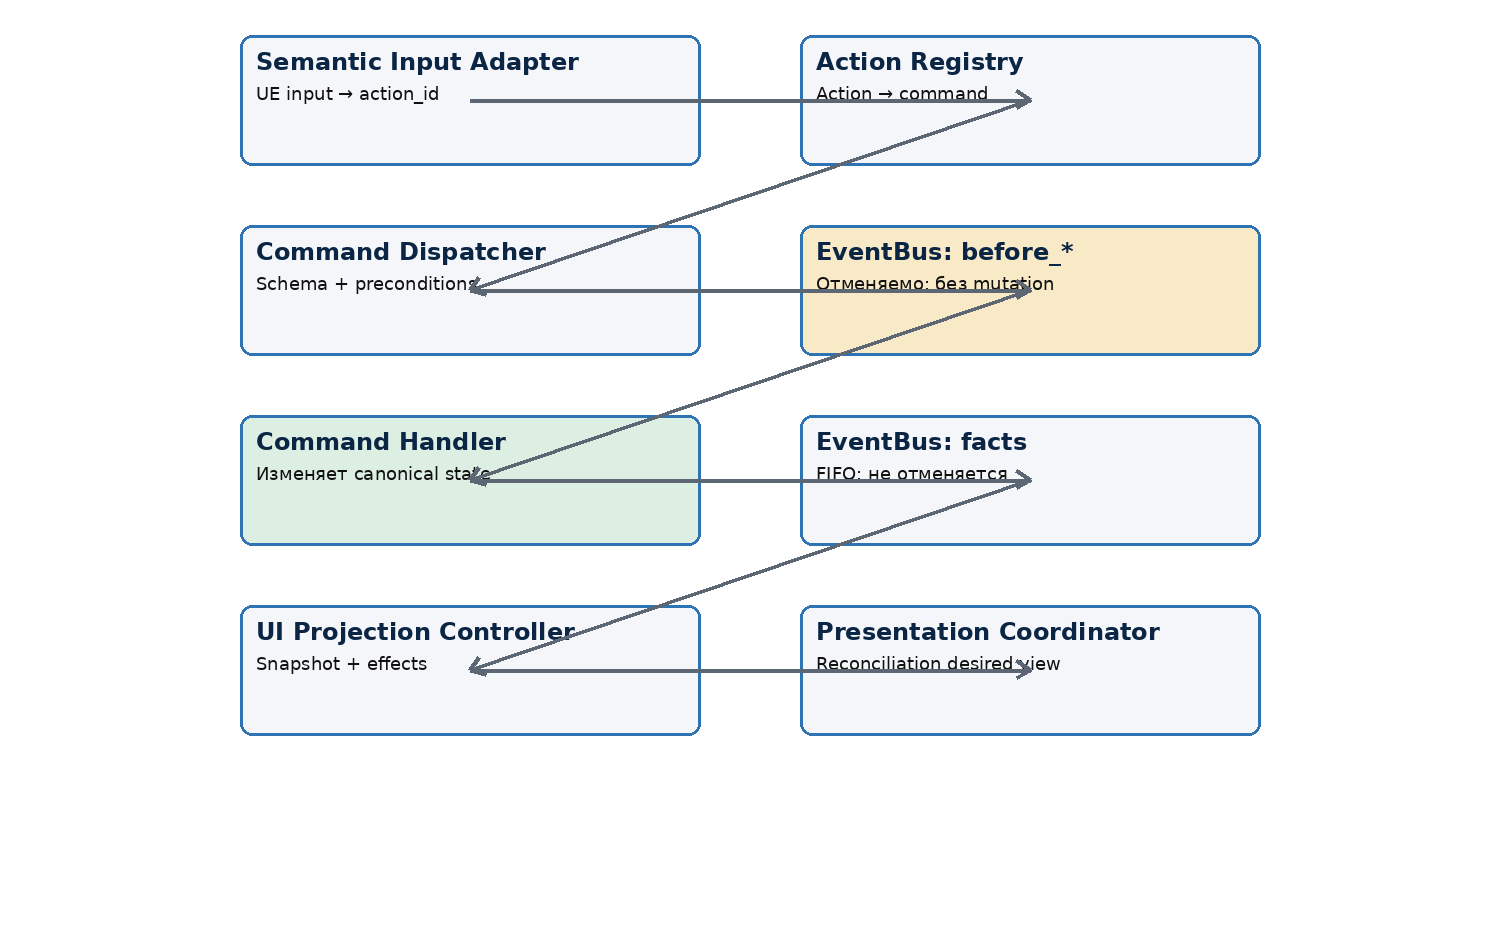 Semantic Input Adapter
UE input → action_id
Action Registry
Action → command
Command Dispatcher
Schema + preconditions
EventBus: before_*
Отменяемо; без mutation
Command Handler
Изменяет canonical state
EventBus: facts
FIFO; не отменяется
UI Projection Controller
Snapshot + effects
Presentation Coordinator
Reconciliation desired view